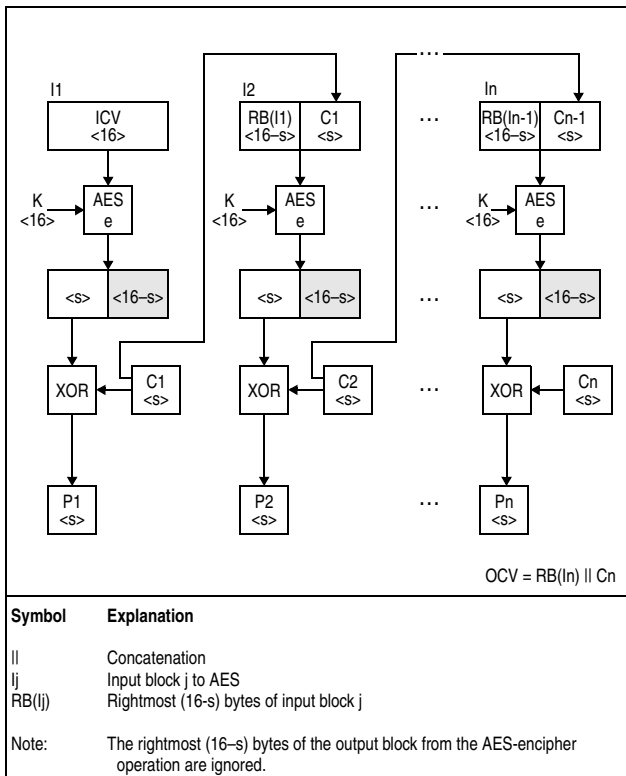 ...
I1 I2 In
ICV RB(I1) C1 RB(In-1) Cn-1
<16> <16–s> <s> ... <16–s> <s>
K AES K AES ... K AES
<16> e <16> e <16> e
<s> <16–s> <s> <16–s> ... <s> <16–s>
XOR C1 XOR C2 ... XOR Cn
<s> <s> <s>
P1 P2 ... Pn
<s> <s> <s>
OCV = RB(In) || Cn
Symbol Explanation
|| Concatenation
Ij Input block j to AES
RB(Ij) Rightmost (16-s) bytes of input block j
Note: The rightmost (16–s) bytes of the output block from the AES-encipher
operation are ignored.